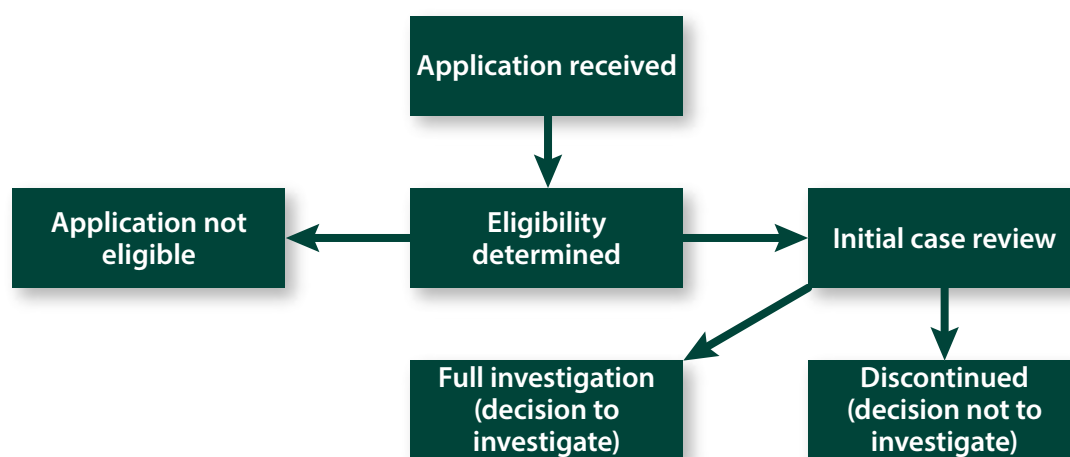 Application received
Application not
eligible
Eligibility
determined
Initial case review
Full investigation
(decision to
investigate)
Discontinued
(decision not to
investigate)